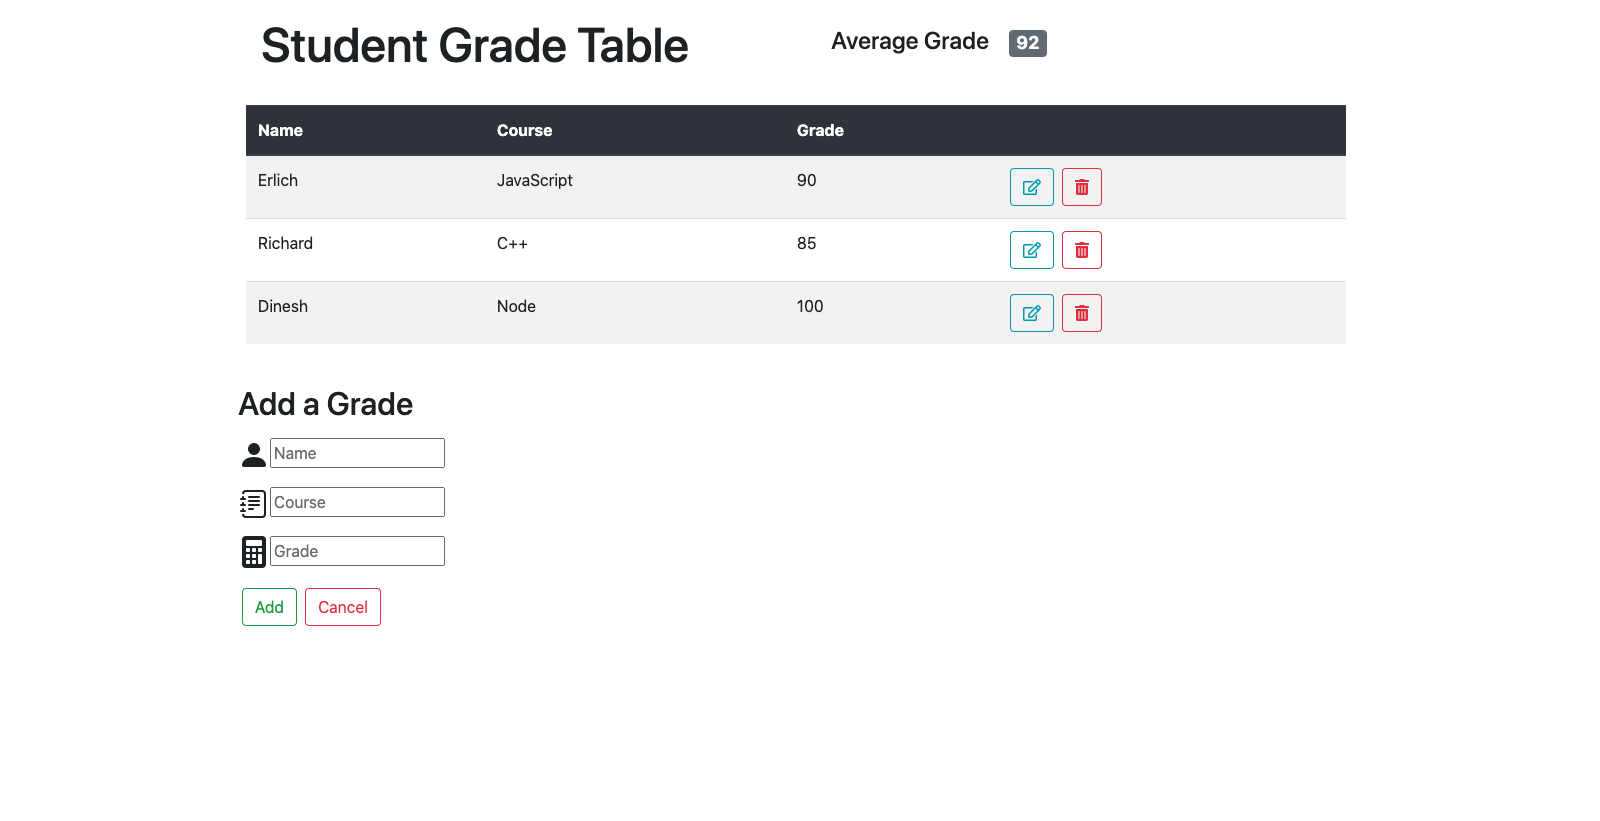 Student Grade Table
Average Grade 92
Name Course Grade
Erlich JavaScript 90
Richard C++ 85
Dinesh Node 100
Add a Grade
Name
Course
Grade
Add Cancel